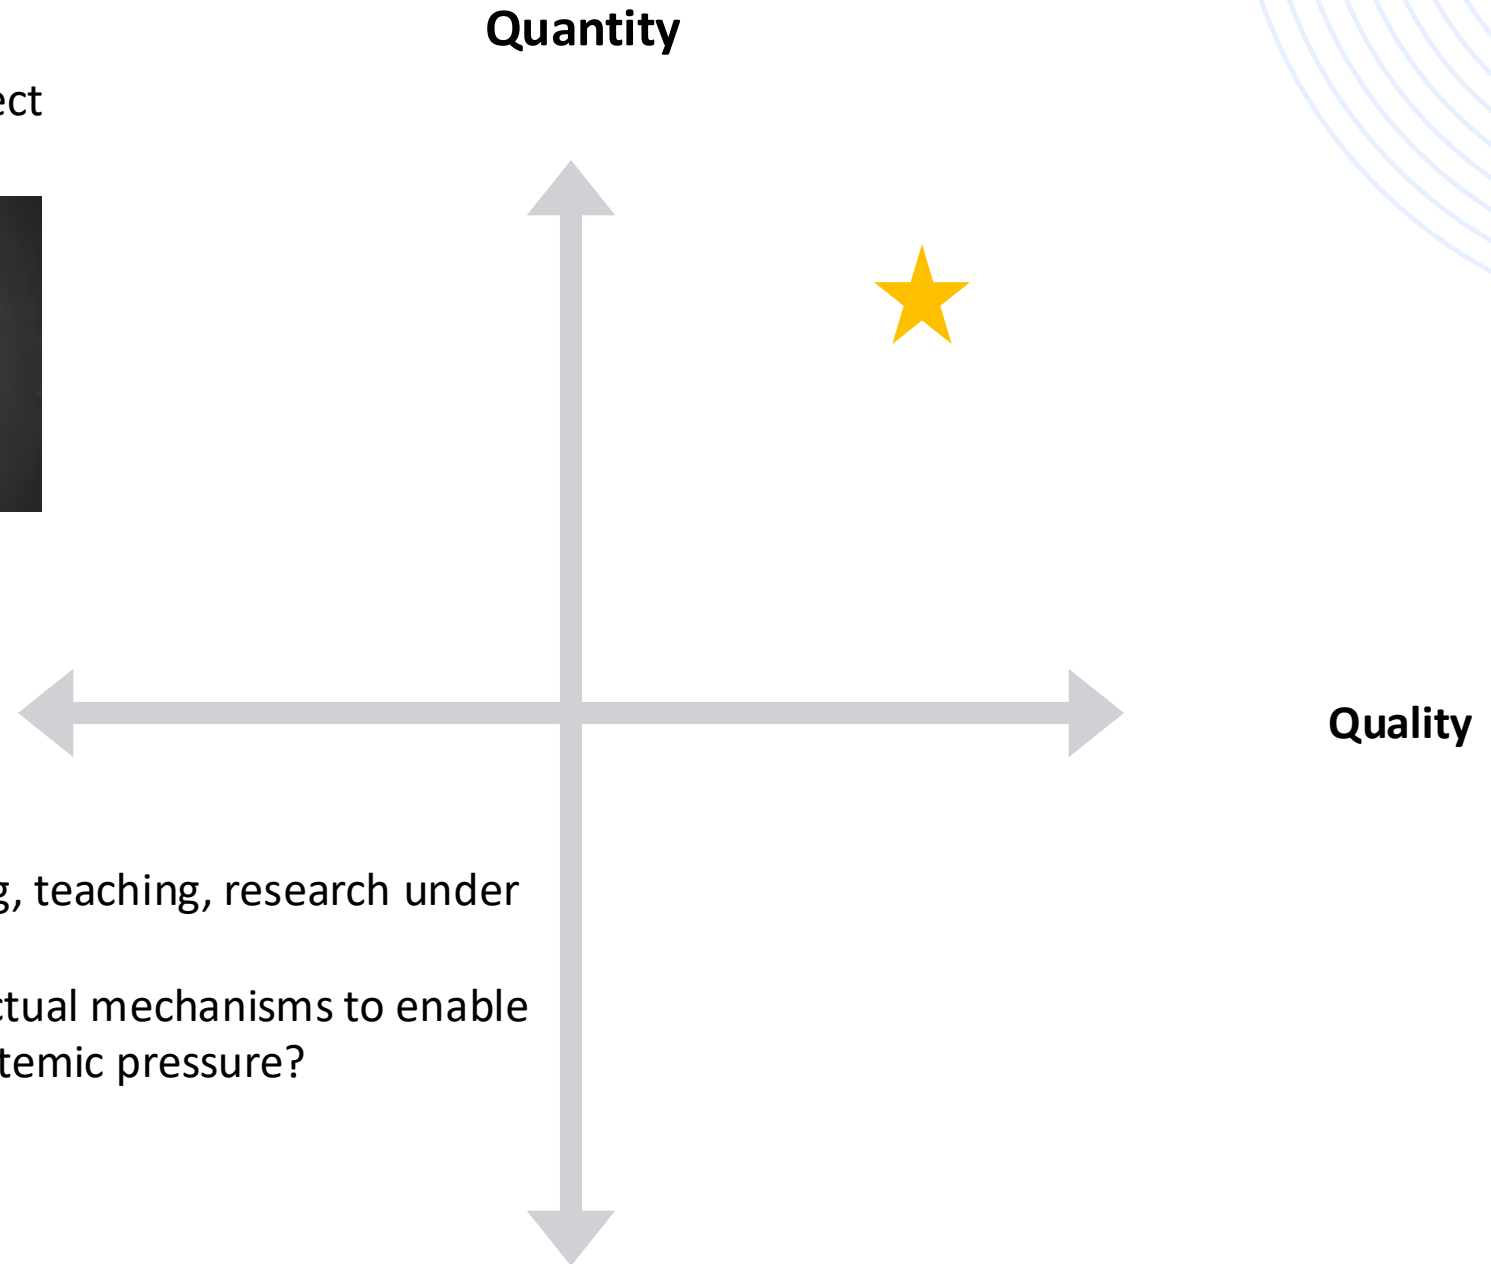 Quantity
ect
Quality
g, teaching, research under
ctual mechanisms to enable
temic pressure?